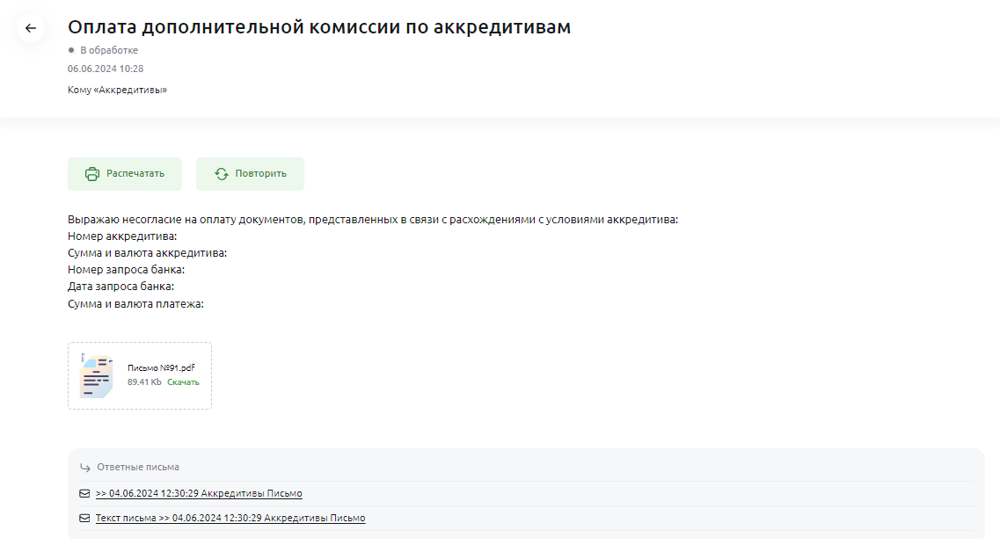 Оплата дополнительной комиссии по аккредитивам
В обработке
06.06.2024 10:28
Кому «Аккредитивы»
Распечатать
Повторить
Выражаю несогласие на оплату документов, представленных в связи с расхождениями с условиями аккредитива:
Номер аккредитива:
Сумма и валюта аккредитива:
Номер запроса банка:
Дата запроса банка:
Сумма и валюта платежа:
Письмо №91.pdf
89.41 Kb Скачать
Ответные письма
>> 04.06.2024 12:30:29 Аккредитивы Письмо
Текст письма >> 04.06.2024 12:30:29 Аккредитивы Письмо